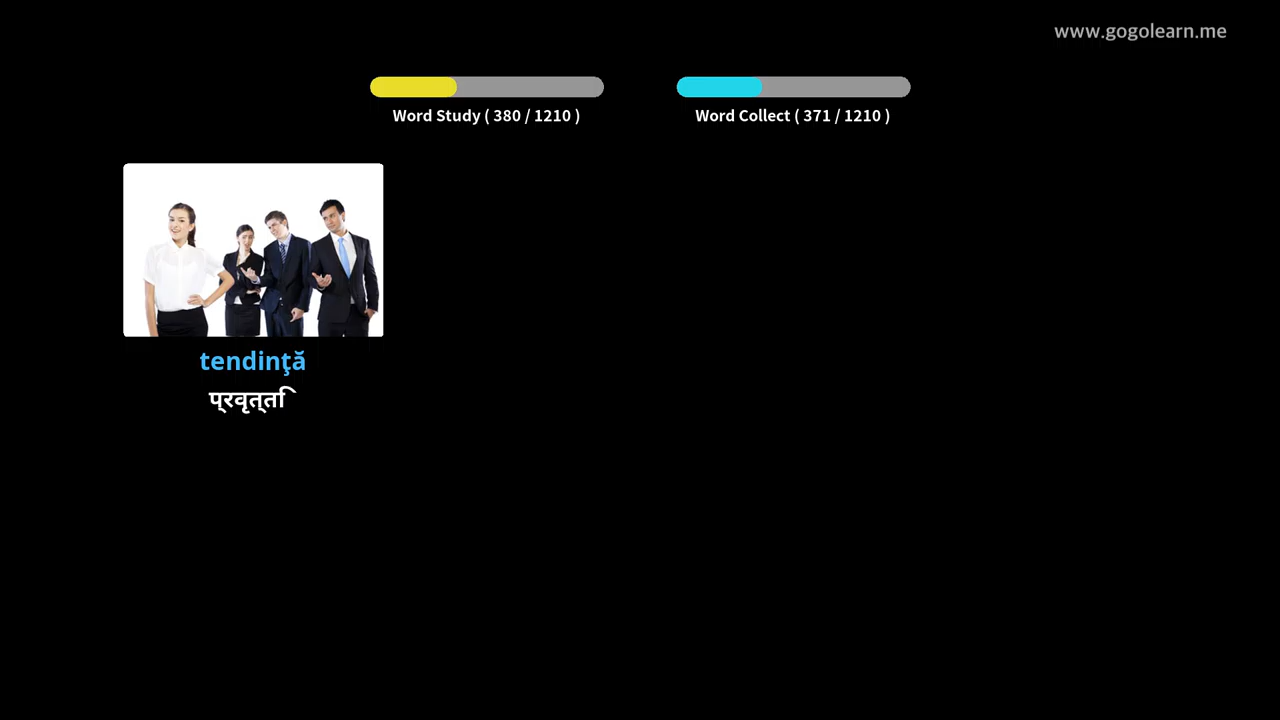 www.gogolearn.me
Word Study ( 380 / 1210 )
Word Collect ( 371 / 1210 )
tendinţă
प्रवृत्ति